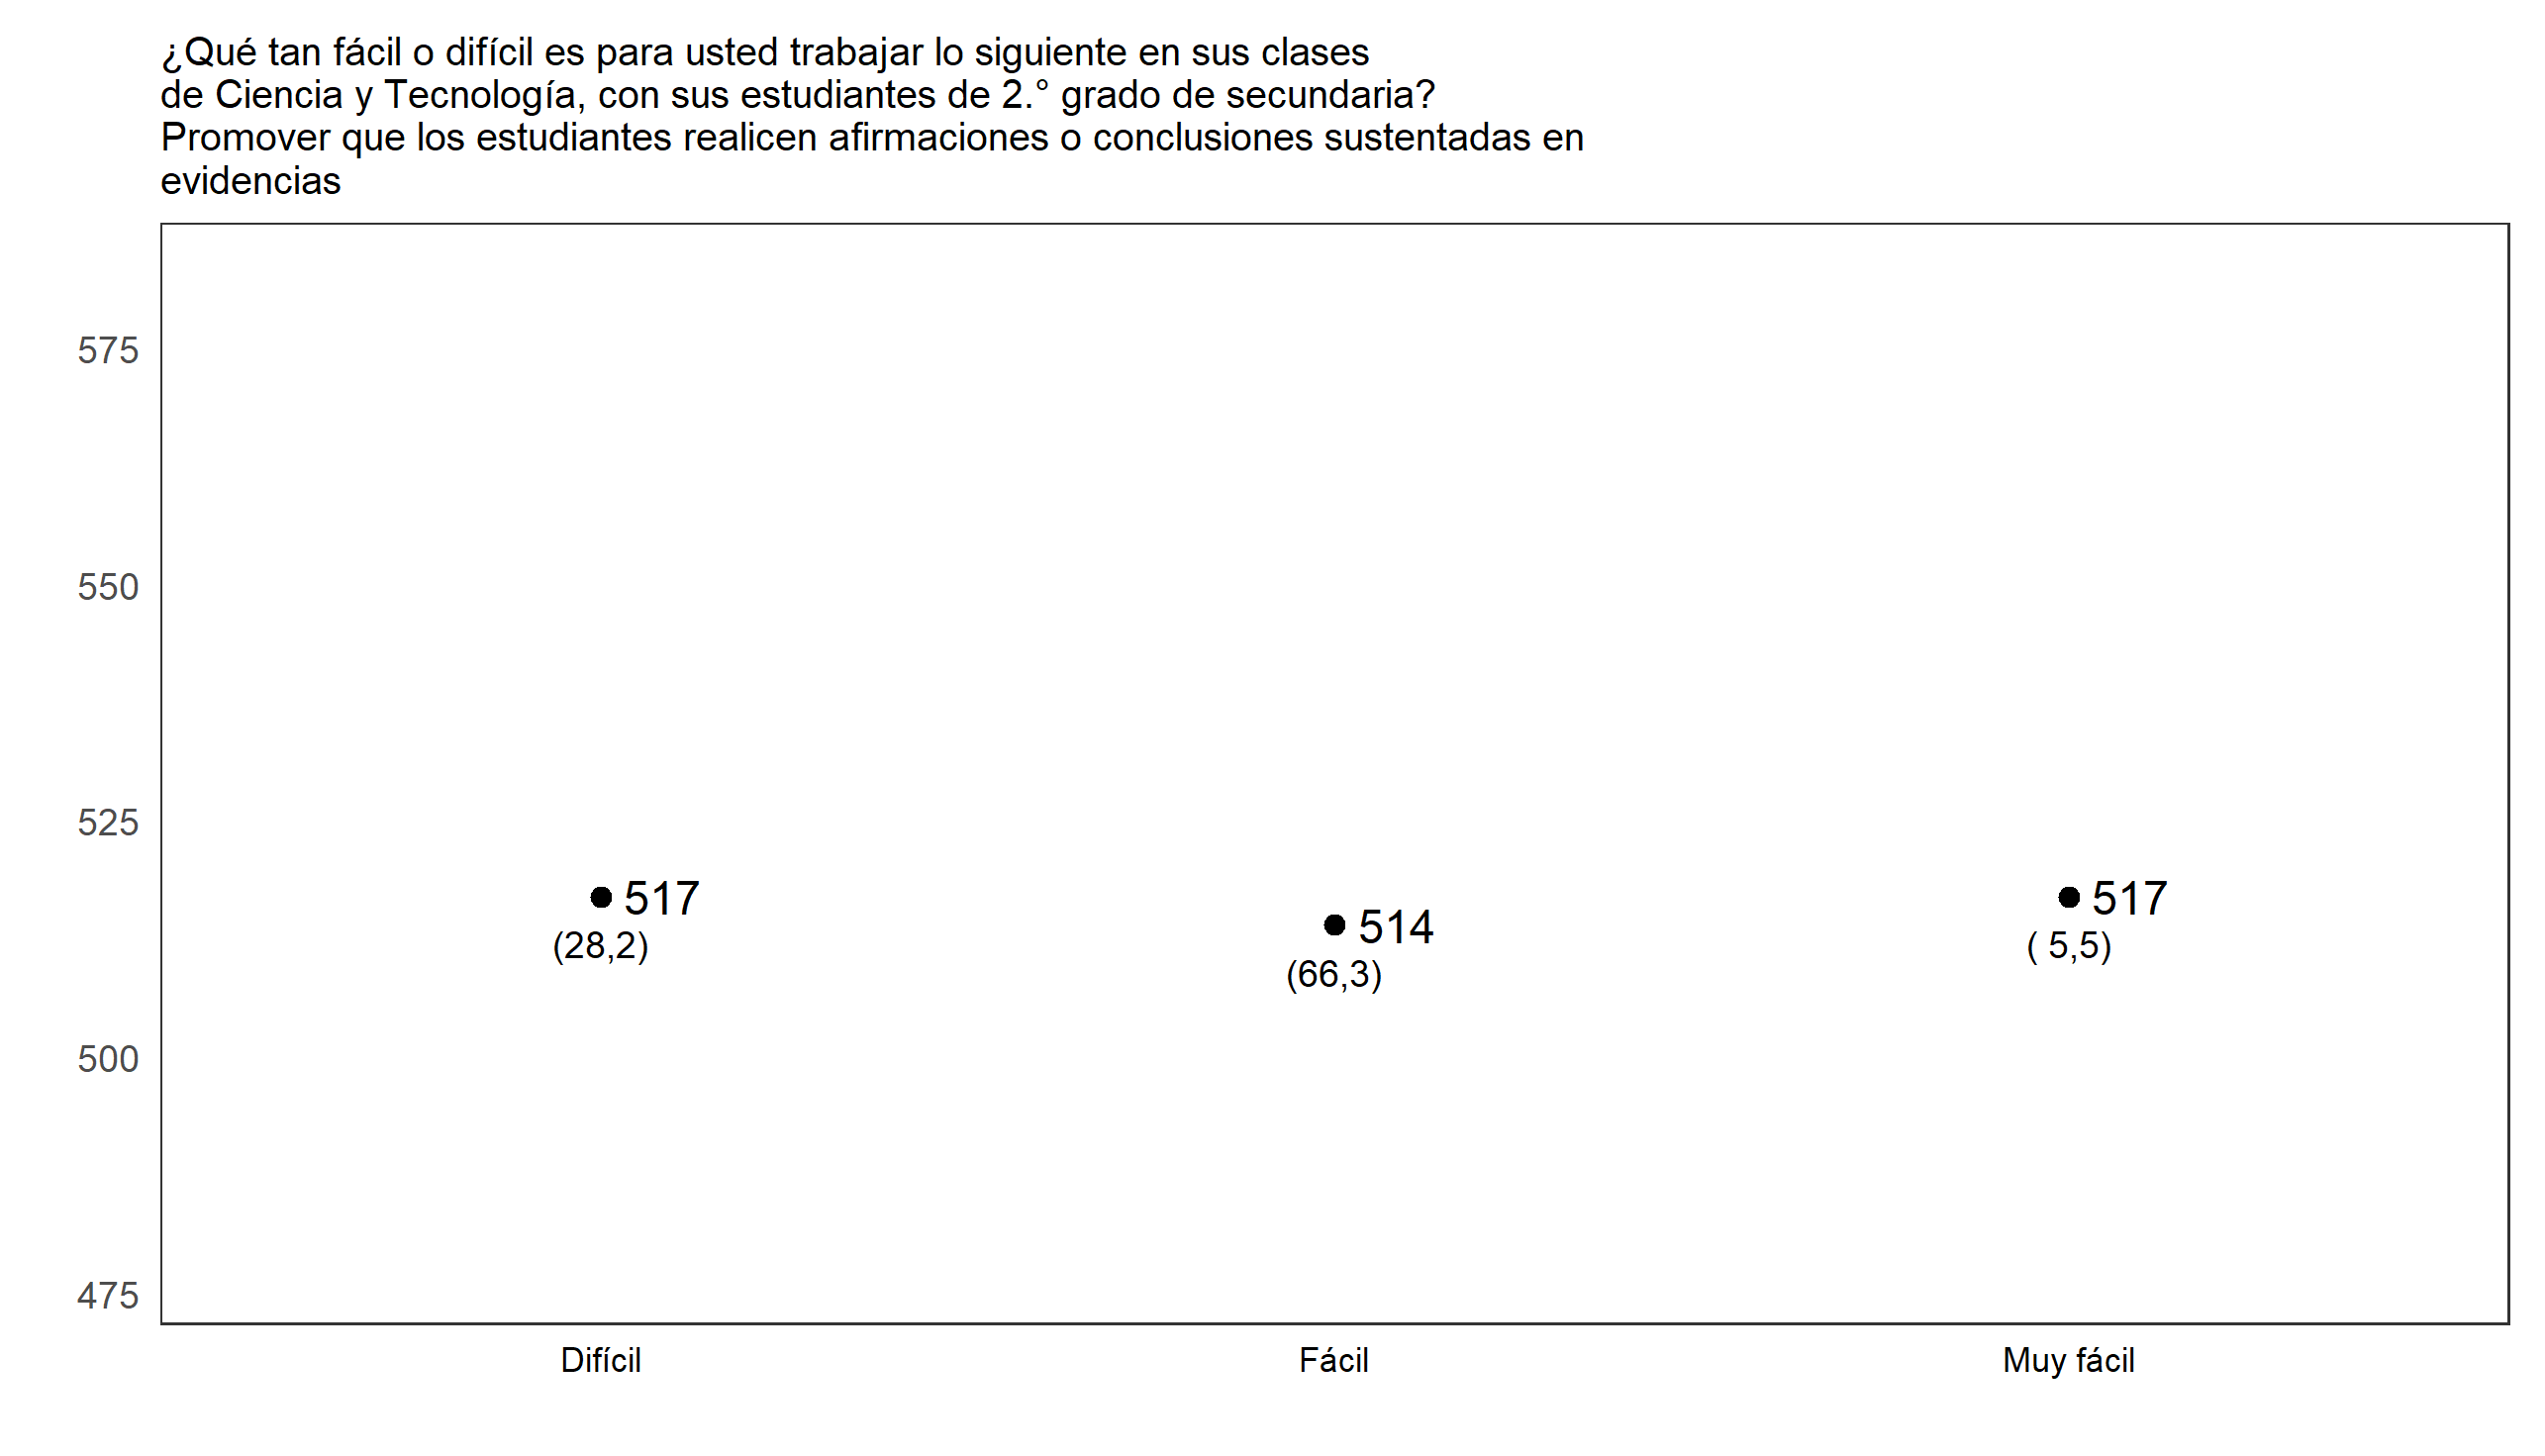 ¿Qué tan fácil o difícil es para usted trabajar lo siguiente en sus clases
de Ciencia y Tecnología, con sus estudiantes de 2.° grado de secundaria?
Promover que los estudiantes realicen afirmaciones o conclusiones sustentadas en
evidencias
575
550
525
517
517
514
(28,2)
( 5,5)
(66,3)
500
475
Difícil
Fácil
Muy fácil